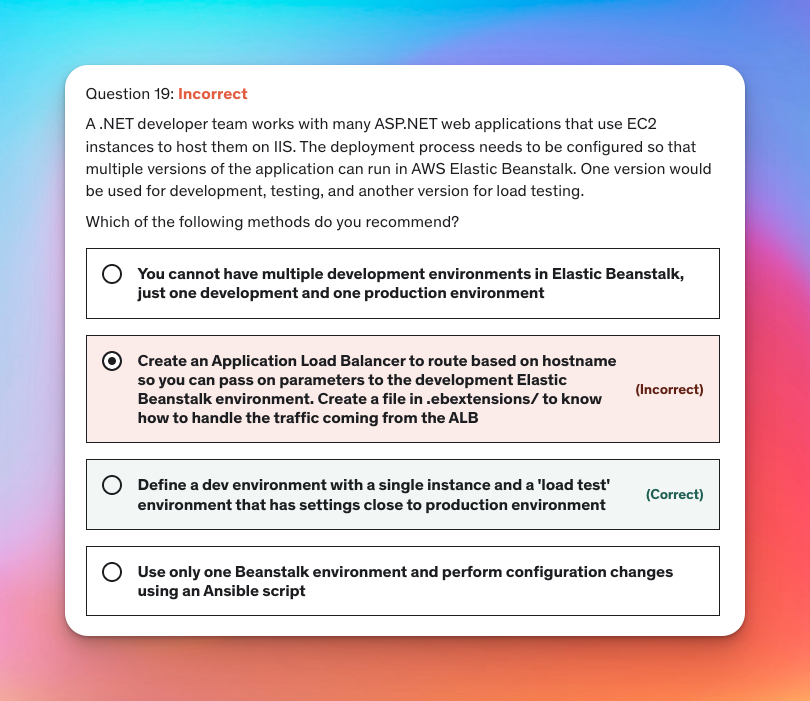 Question 19: Incorrect
A .NET developer team works with many ASP.NET web applications that use EC2
instances to host them on IIS. The deployment process needs to be configured so that
multiple versions of the application can run in AWS Elastic Beanstalk. One version would
be used for development, testing, and another version for load testing.
Which of the following methods do you recommend?
You cannot have multiple development environments in Elastic Beanstalk,
just one development and one production environment
Create an Application Load Balancer to route based on hostname
so you can pass on parameters to the development Elastic
Beanstalk environment. Create a file in .ebextensions/ to know
how to handle the traffic coming from the ALB
(Incorrect)
Define a dev environment with a single instance and a 'load test'
environment that has settings close to production environment
(Correct)
Use only one Beanstalk environment and perform configuration changes
using an Ansible script